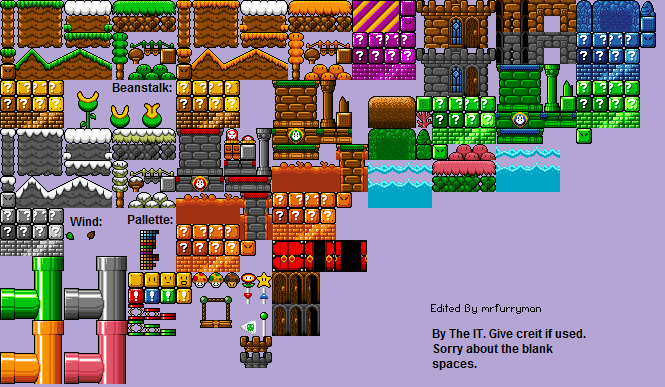 Beanstalk:
Wind:
Pallette:
Edited By mrfurryman
By The IT. Give creit if used.
Sorry about the blank
spaces.